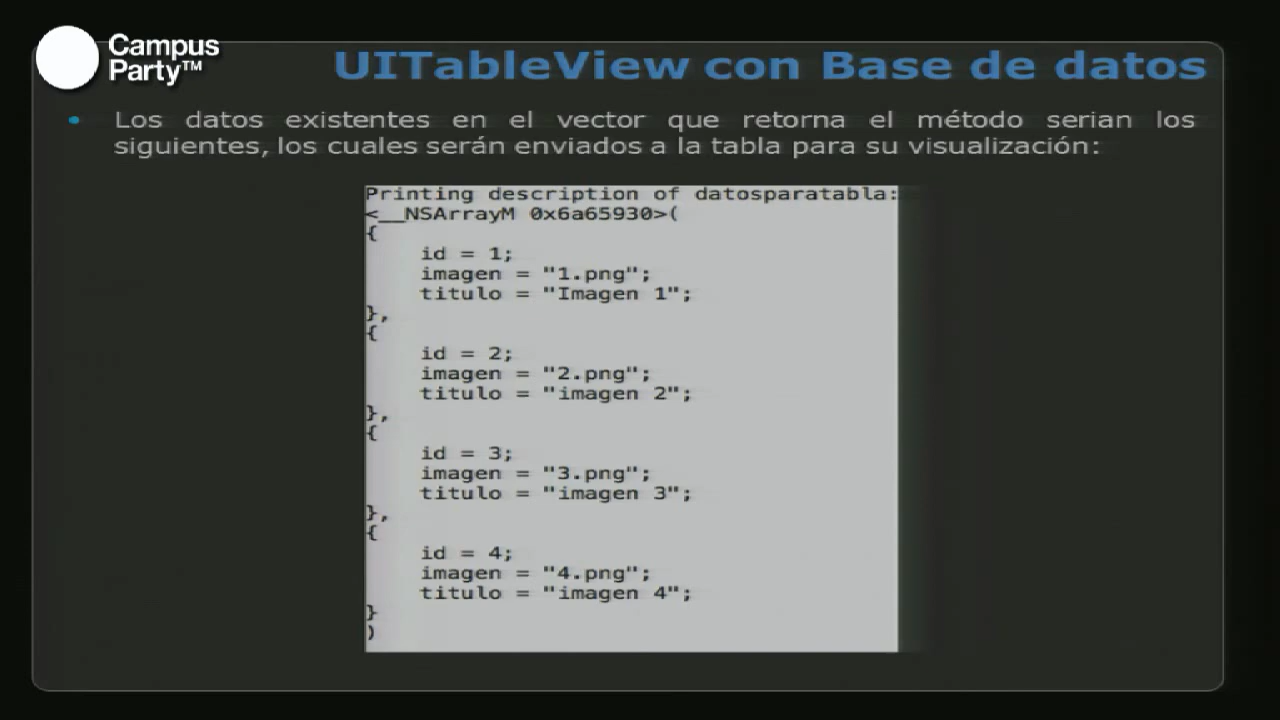 Campus
Party™
UITableView con Base de datos
• Los datos existentes en el vector que retorna el método serian los
siguientes, los cuales serán enviados a la tabla para su visualización:
Printing description of datosparatabla:
<__NSArrayM 0x6a65930>(
{
    id = 1;
    imagen = "1.png";
    titulo = "Imagen 1";
},
{
    id = 2;
    imagen = "2.png";
    titulo = "imagen 2";
},
{
    id = 3;
    imagen = "3.png";
    titulo = "imagen 3";
},
{
    id = 4;
    imagen = "4.png";
    titulo = "imagen 4";
}
)